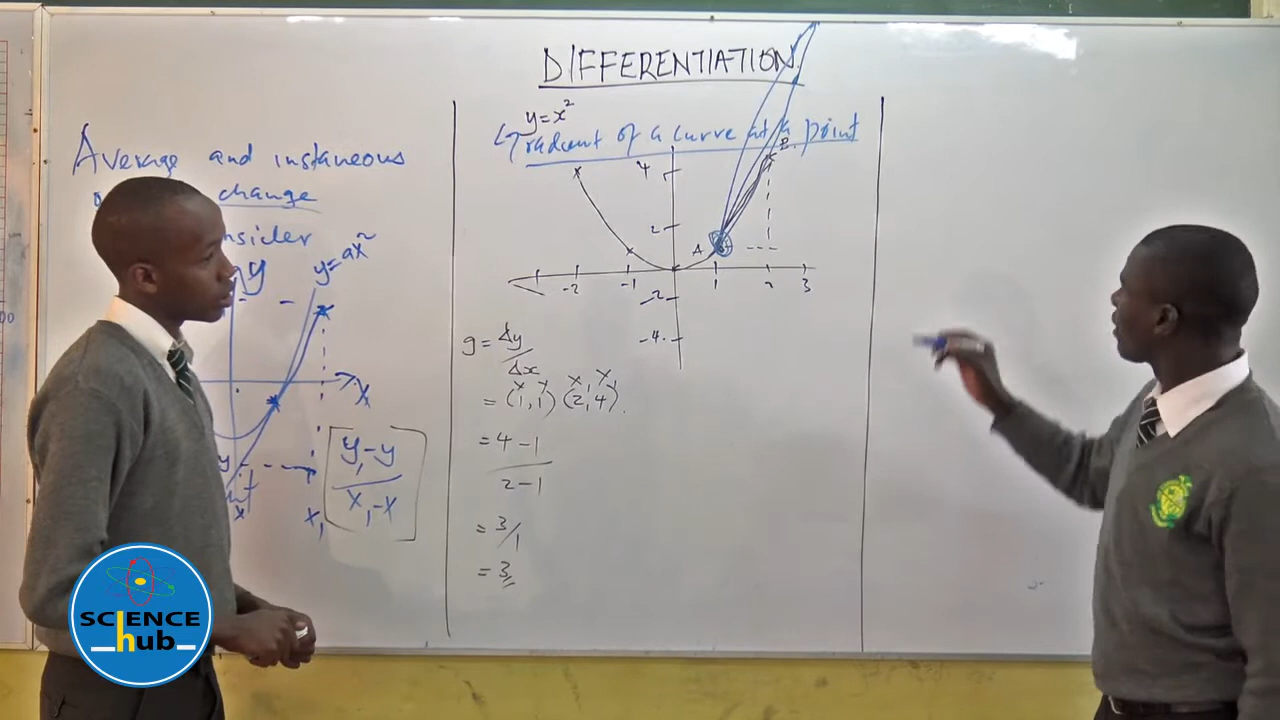 DIFFERENTIATION
Average and instaneous
change
y
y=ax²
x
y₁-y
x₁-x
y
x
x₁
y=x²
Gradient of a curve at a point
B.
4
2
A
-2
-1
1
2
3
-2
-4
g = Δy
Δx
x y x₁ y₁
= (1,1) (2,4).
= 4-1
2-1
= 3/1
= 3
SCIENCE
hub